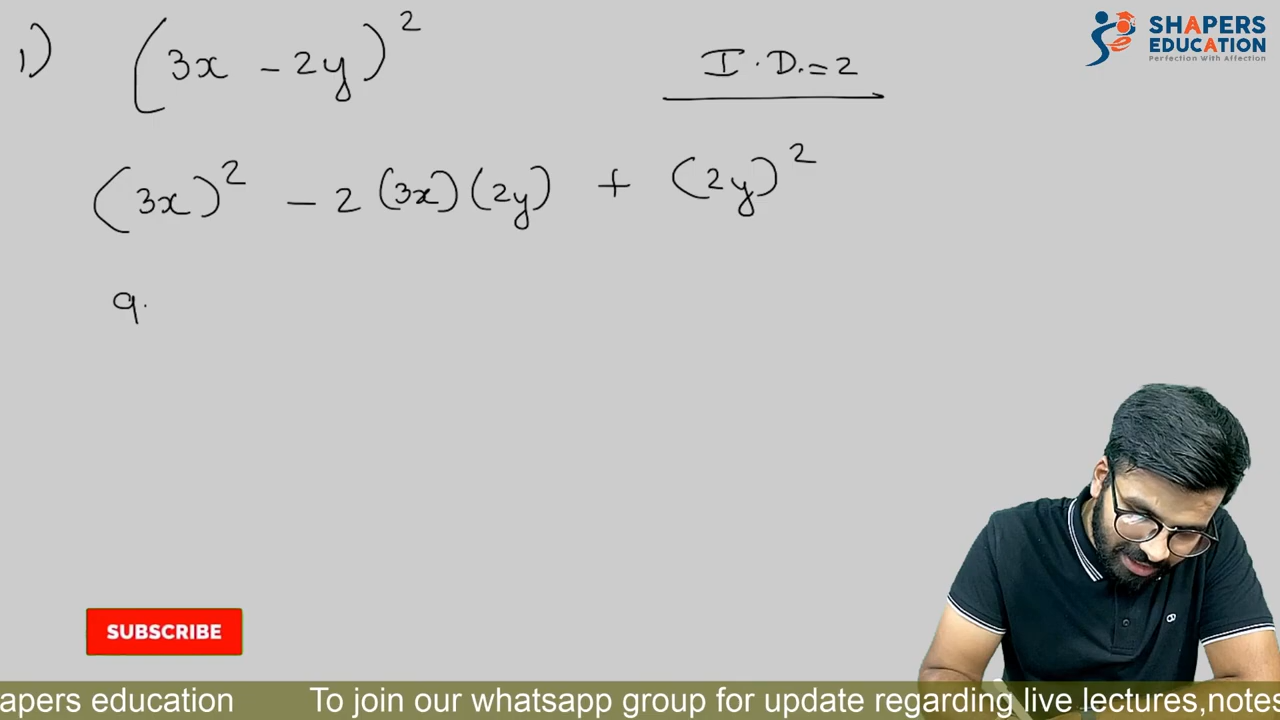 1) (3x - 2y)²
I.D. = 2
(3x)² - 2 (3x) (2y) + (2y)²
9.
SHAPERS
EDUCATION
Perfection With Affection
SUBSCRIBE
apers education To join our whatsapp group for update regarding live lectures,notes